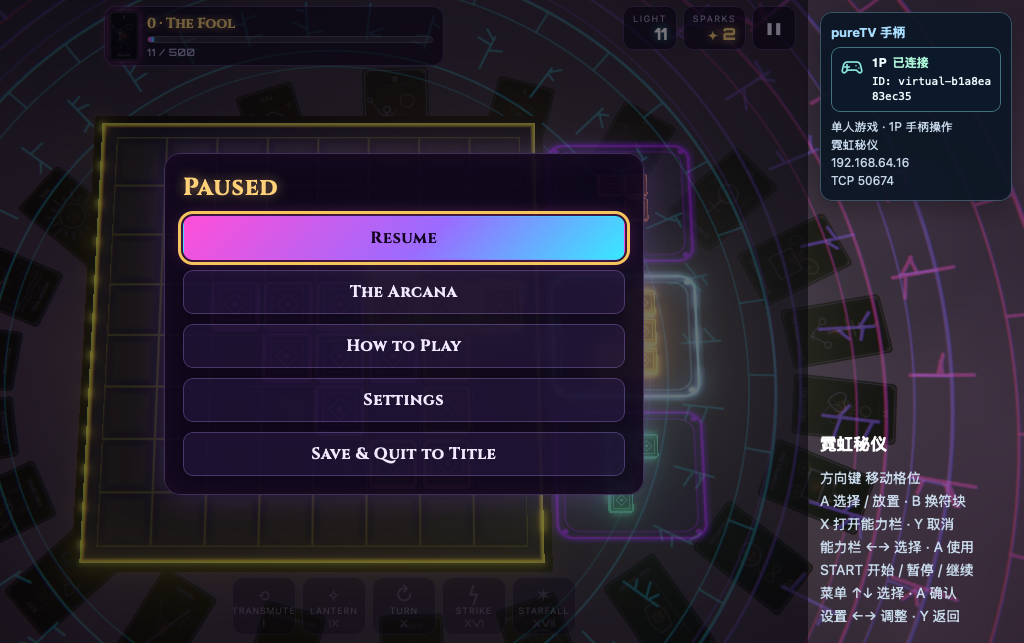 0 · The Fool
11 / 500
LIGHT
11
SPARKS
✦ 2
Paused
Resume
The Arcana
How to Play
Settings
Save & Quit to Title
TRANSMUTE
I
LANTERN
IX
TURN
X
STRIKE
XVI
STARFALL
XVII
pureTV 手柄
1P 已连接
ID: virtual-b1a8ea
83ec35
单人游戏 · 1P 手柄操作
霓虹秘仪
192.168.64.16
TCP 50674
霓虹秘仪
方向键 移动格位
A 选择 / 放置 · B 换符块
X 打开能力栏 · Y 取消
能力栏 ←→ 选择 · A 使用
START 开始 / 暂停 / 继续
菜单 ↑↓ 选择 · A 确认
设置 ←→ 调整 · Y 返回